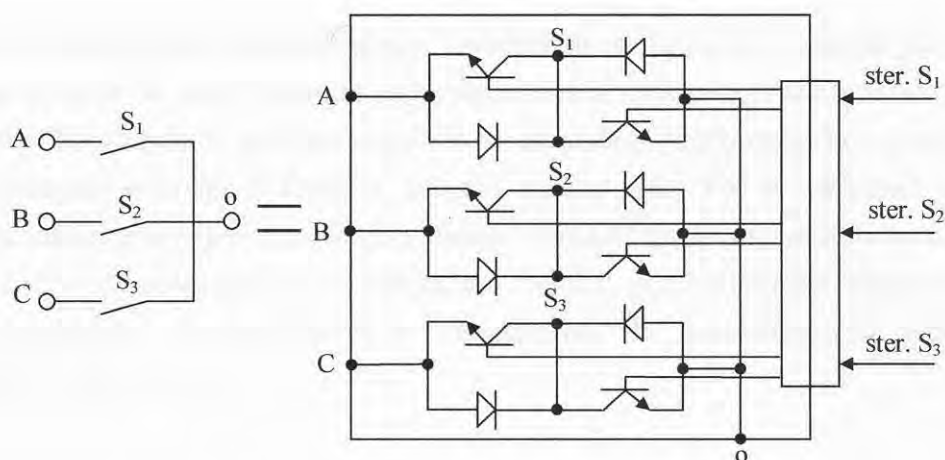 A
S₁
B
S₂
o
C
S₃
A
S₁
ster. S₁
B
S₂
ster. S₂
C
S₃
ster. S₃
o